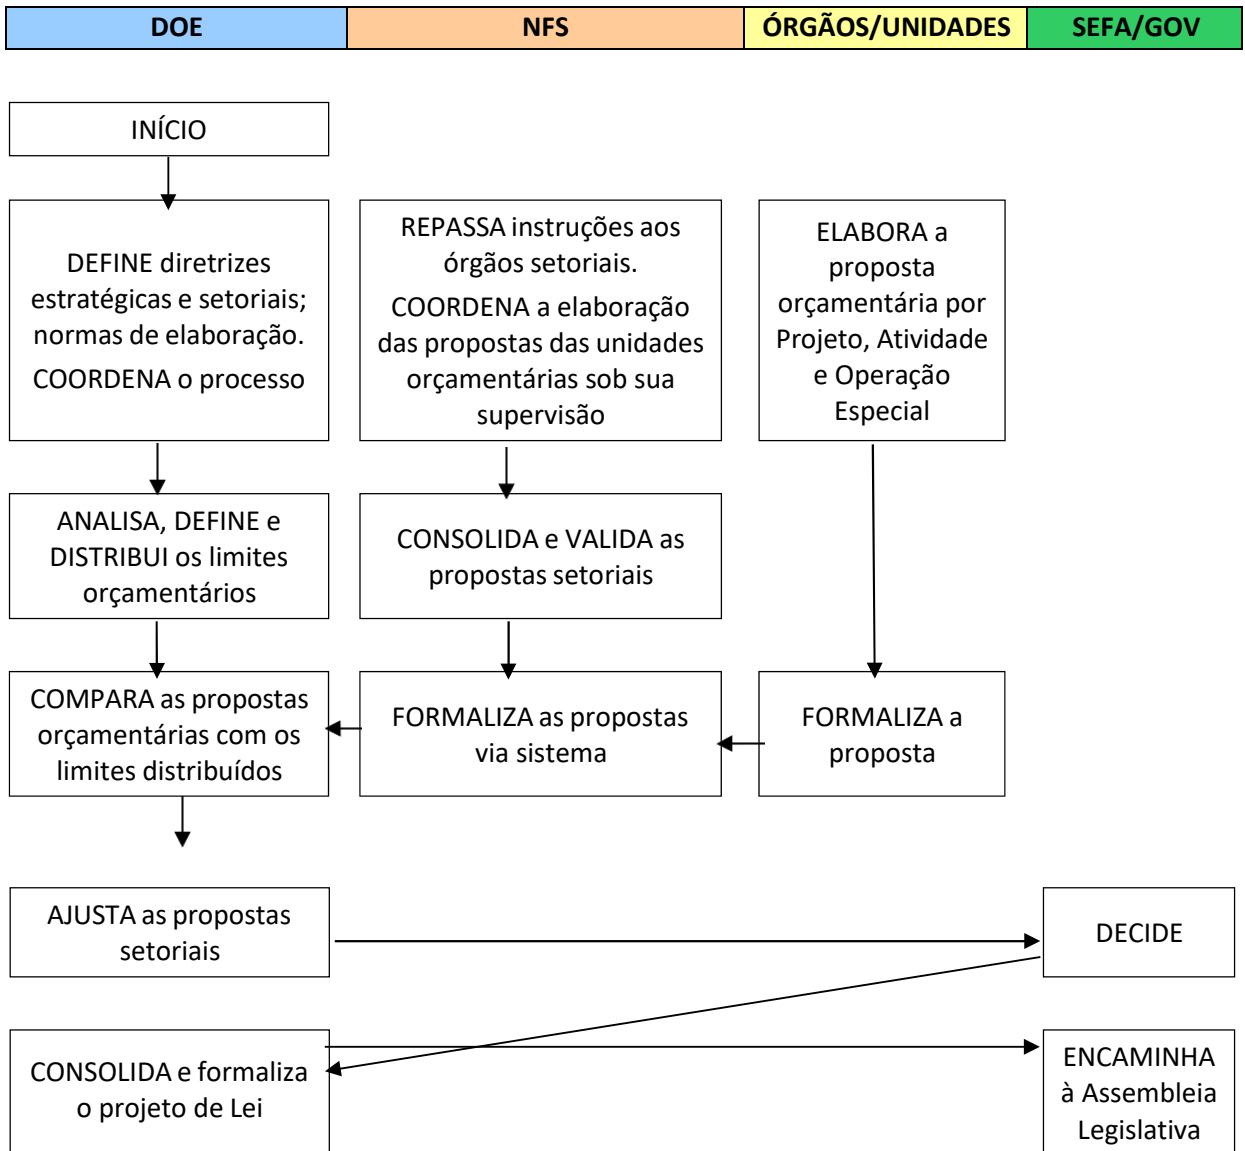 DOE
NFS
ÓRGÃOS/UNIDADES
SEFA/GOV
INÍCIO
DEFINE diretrizes
estratégicas e setoriais;
normas de elaboração.
COORDENA o processo
REPASSA instruções aos
órgãos setoriais.
COORDENA a elaboração
das propostas das unidades
orçamentárias sob sua
supervisão
ELABORA a
proposta
orçamentária por
Projeto, Atividade
e Operação
Especial
ANALISA, DEFINE e
DISTRIBUI os limites
orçamentários
CONSOLIDA e VALIDA as
propostas setoriais
COMPARA as propostas
orçamentárias com os
limites distribuídos
FORMALIZA as propostas
via sistema
FORMALIZA a
proposta
AJUSTA as propostas
setoriais
DECIDE
CONSOLIDA e formaliza
o projeto de Lei
ENCAMINHA
à Assembleia
Legislativa